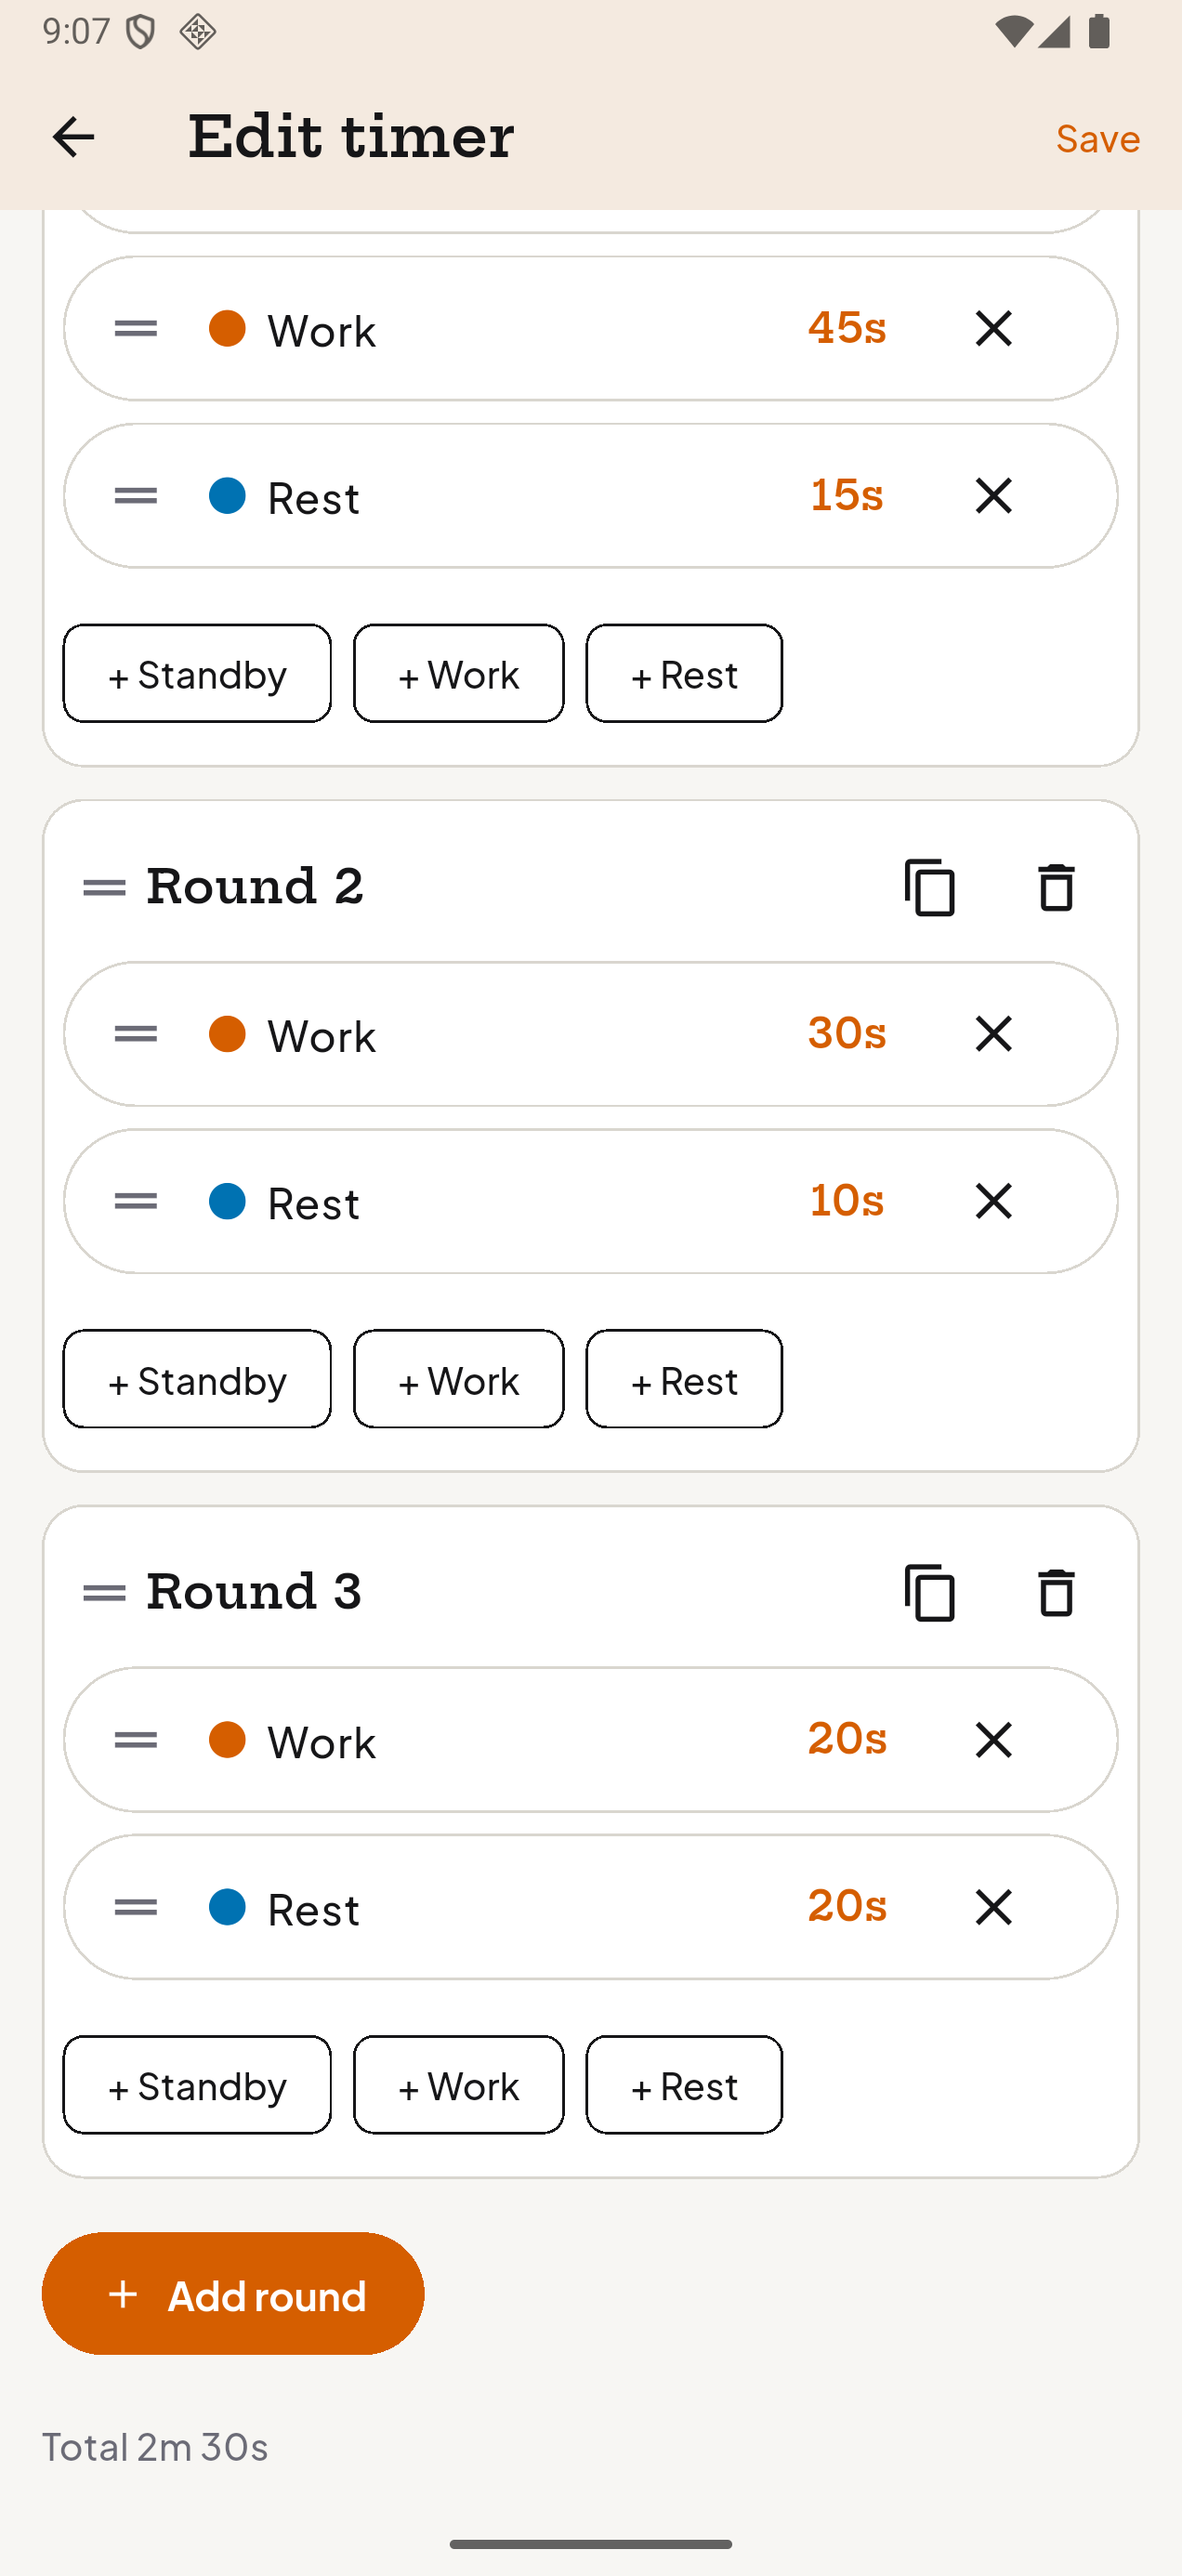 9:07
Edit timer
Save
Work 45s
Rest 15s
+ Standby + Work + Rest
Round 2
Work 30s
Rest 10s
+ Standby + Work + Rest
Round 3
Work 20s
Rest 20s
+ Standby + Work + Rest
+ Add round
Total 2m 30s